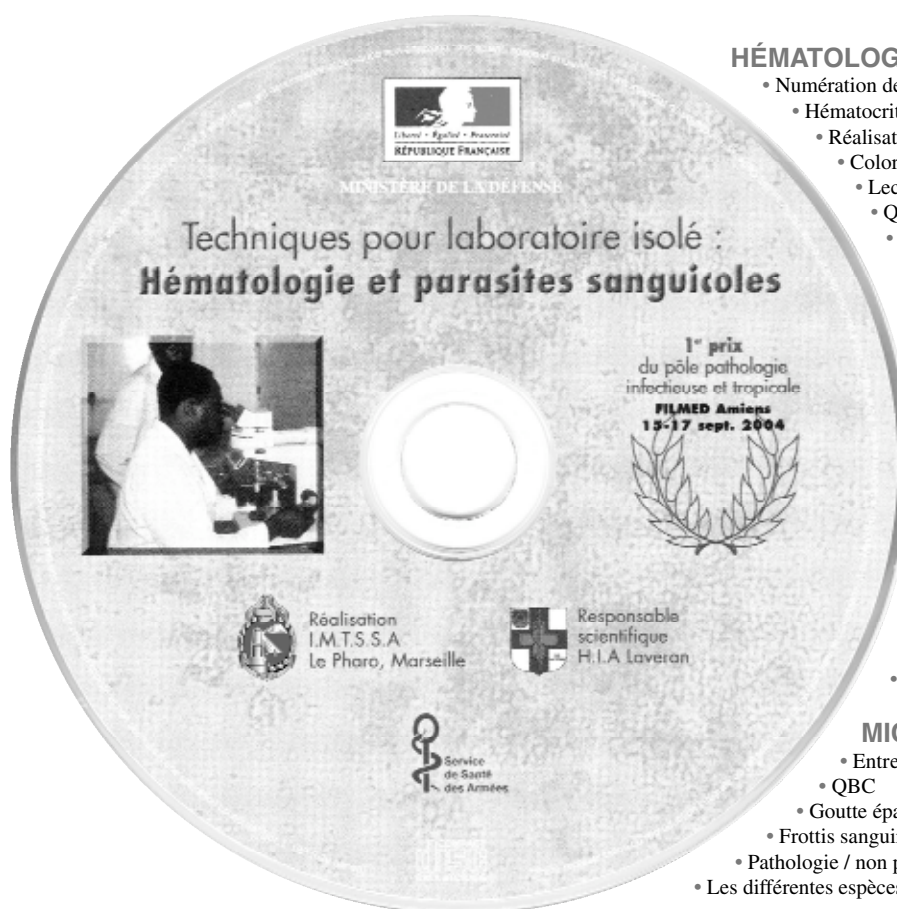 HÉMATOLOG
• Numération de
• Hématocrit
• Réalisat
• Color
• Lec
• Q
•
Liberté • Égalité • Fraternité
RÉPUBLIQUE FRANÇAISE
MINISTÈRE DE LA DÉFENSE
Techniques pour laboratoire isolé :
Hématologie et parasites sanguicoles
1er prix
du pôle pathologie
infectieuse et tropicale
FILMED Amiens
15-17 sept. 2004
Réalisation
I.M.T.S.S.A.
Le Pharo, Marseille
Responsable
scientifique
H.I.A Laveran
Service
de Santé
des Armées
•
MIC
• Entre
• QBC
• Goutte épa
• Frottis sangui
• Pathologie / non p
• Les différentes espèces